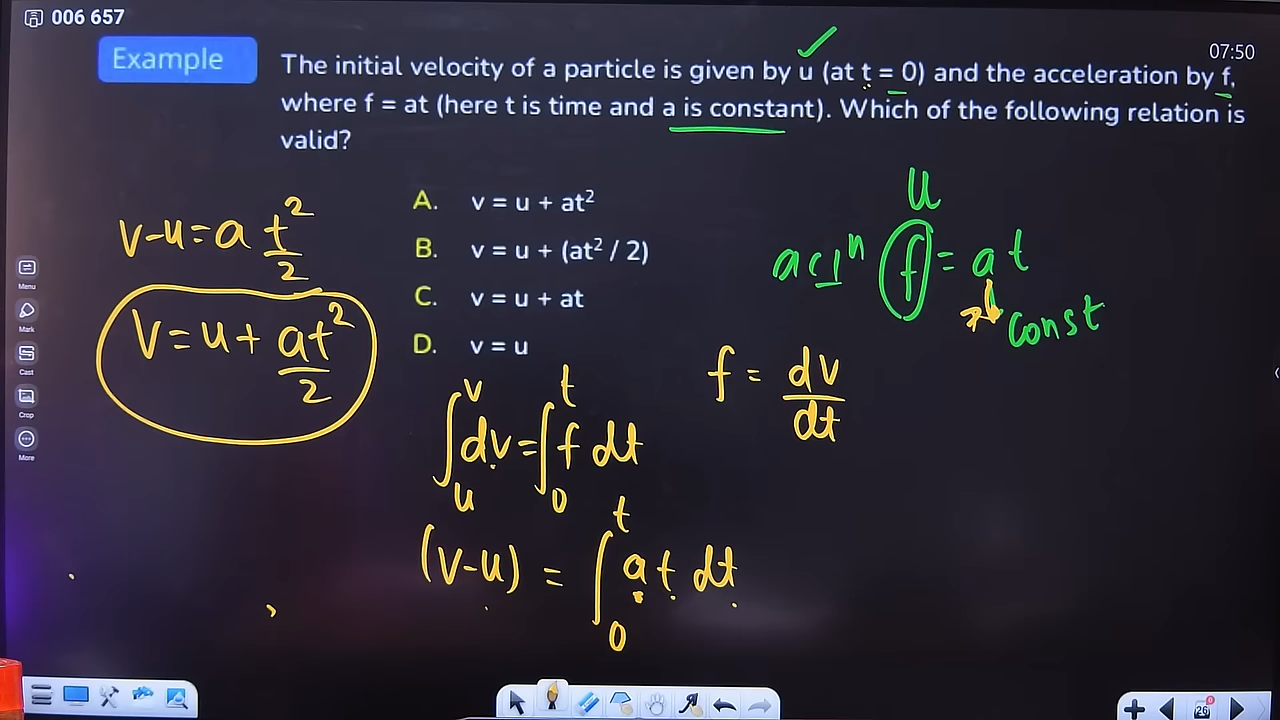 006 657
07:50
Example
The initial velocity of a particle is given by u (at t = 0) and the acceleration by f,
where f = at (here t is time and a is constant). Which of the following relation is
valid?
A. v = u + at²
B. v = u + (at² / 2)
C. v = u + at
D. v = u
u
accⁿ f = at
const
f = dv/dt
∫ᵤᵛ dv = ∫₀ᵗ f dt
(v-u) = ∫₀ᵗ at dt
v-u = a t²/2
v = u + at²/2
Menu
Mark
Cast
Crop
More
26